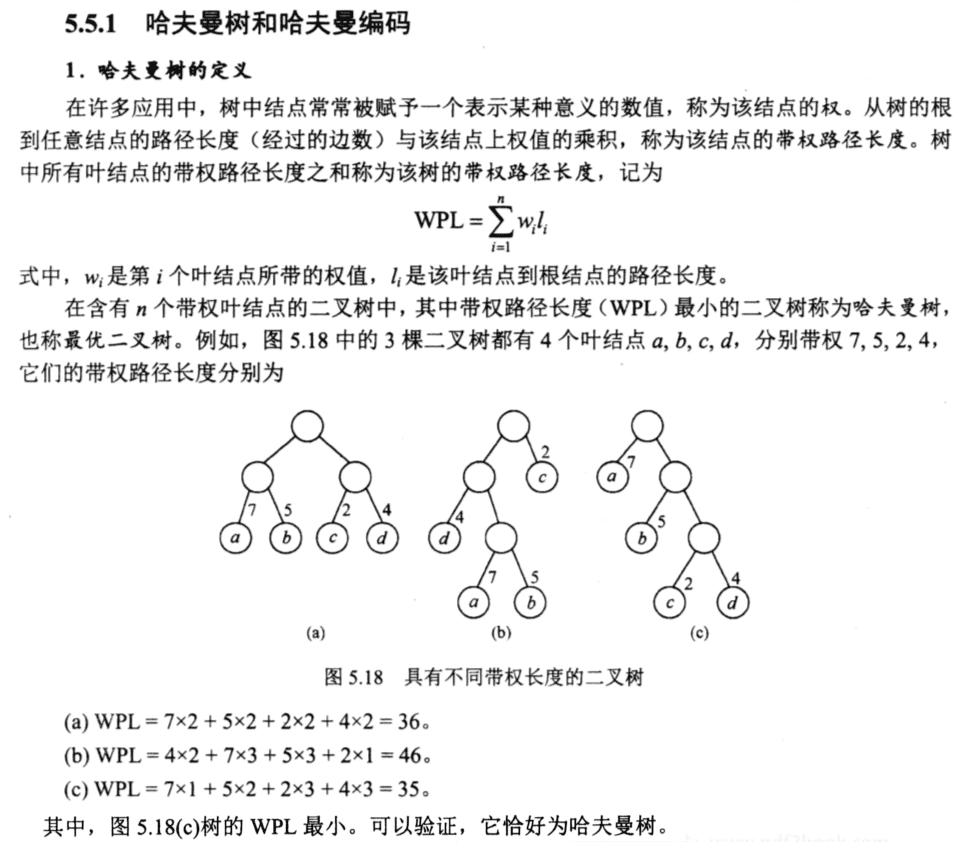 5.5.1 哈夫曼树和哈夫曼编码
1. 哈夫曼树的定义
在许多应用中，树中结点常常被赋予一个表示某种意义的数值，称为该结点的权。从树的根
到任意结点的路径长度（经过的边数）与该结点上权值的乘积，称为该结点的带权路径长度。树
中所有叶结点的带权路径长度之和称为该树的带权路径长度，记为
n
WPL = ∑ wᵢlᵢ
i=1
式中，wᵢ是第 i 个叶结点所带的权值，lᵢ是该叶结点到根结点的路径长度。
在含有 n 个带权叶结点的二叉树中，其中带权路径长度（WPL）最小的二叉树称为哈夫曼树，
也称最优二叉树。例如，图 5.18 中的 3 棵二叉树都有 4 个叶结点 a, b, c, d，分别带权 7, 5, 2, 4，
它们的带权路径长度分别为
7 5 2 4
a b c d
(a)
2
c
4
d
7 5
a b
(b)
7
a
5
b
2 4
c d
(c)
图 5.18 具有不同带权长度的二叉树
(a) WPL = 7×2 + 5×2 + 2×2 + 4×2 = 36。
(b) WPL = 4×2 + 7×3 + 5×3 + 2×1 = 46。
(c) WPL = 7×1 + 5×2 + 2×3 + 4×3 = 35。
其中，图 5.18(c)树的 WPL 最小。可以验证，它恰好为哈夫曼树。